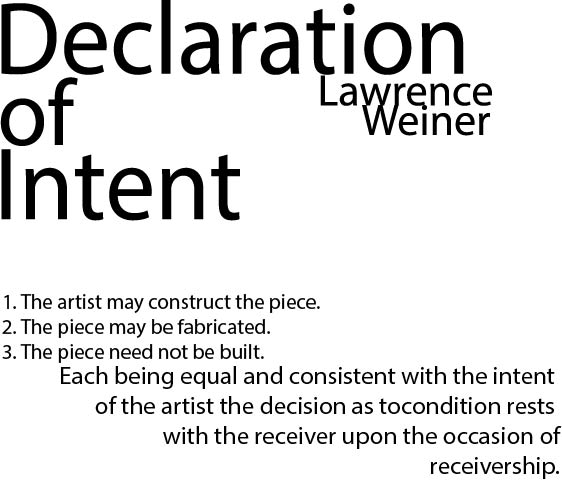 Declaration
of
Intent
Lawrence
Weiner
1. The artist may construct the piece.
2. The piece may be fabricated.
3. The piece need not be built.
Each being equal and consistent with the intent
of the artist the decision as tocondition rests
with the receiver upon the occasion of
receivership.